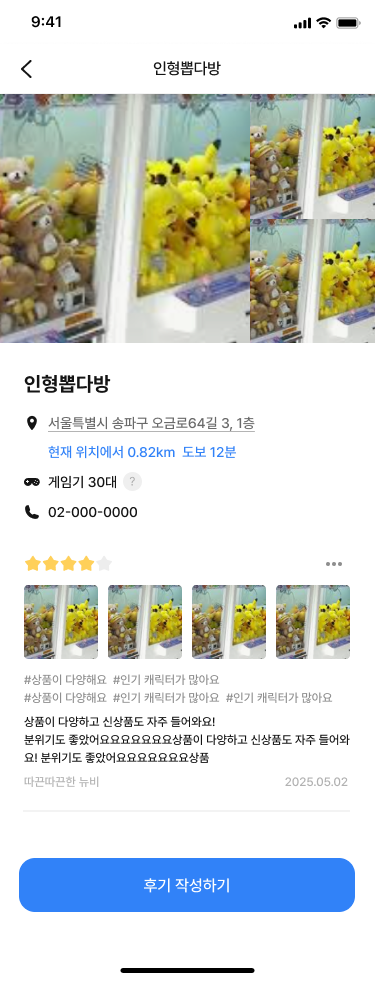 9:41
인형뽑다방
인형뽑다방
서울특별시 송파구 오금로64길 3, 1층
현재 위치에서 0.82km 도보 12분
게임기 30대 ?
02-000-0000
#상품이 다양해요 #인기 캐릭터가 많아요
#상품이 다양해요 #인기 캐릭터가 많아요 #인기 캐릭터가 많아요
상품이 다양하고 신상품도 자주 들어와요!
분위기도 좋았어요요요요요요요상품이 다양하고 신상품도 자주 들어와
요! 분위기도 좋았어요요요요요요요상품
따끈따끈한 뉴비 2025.05.02
후기 작성하기